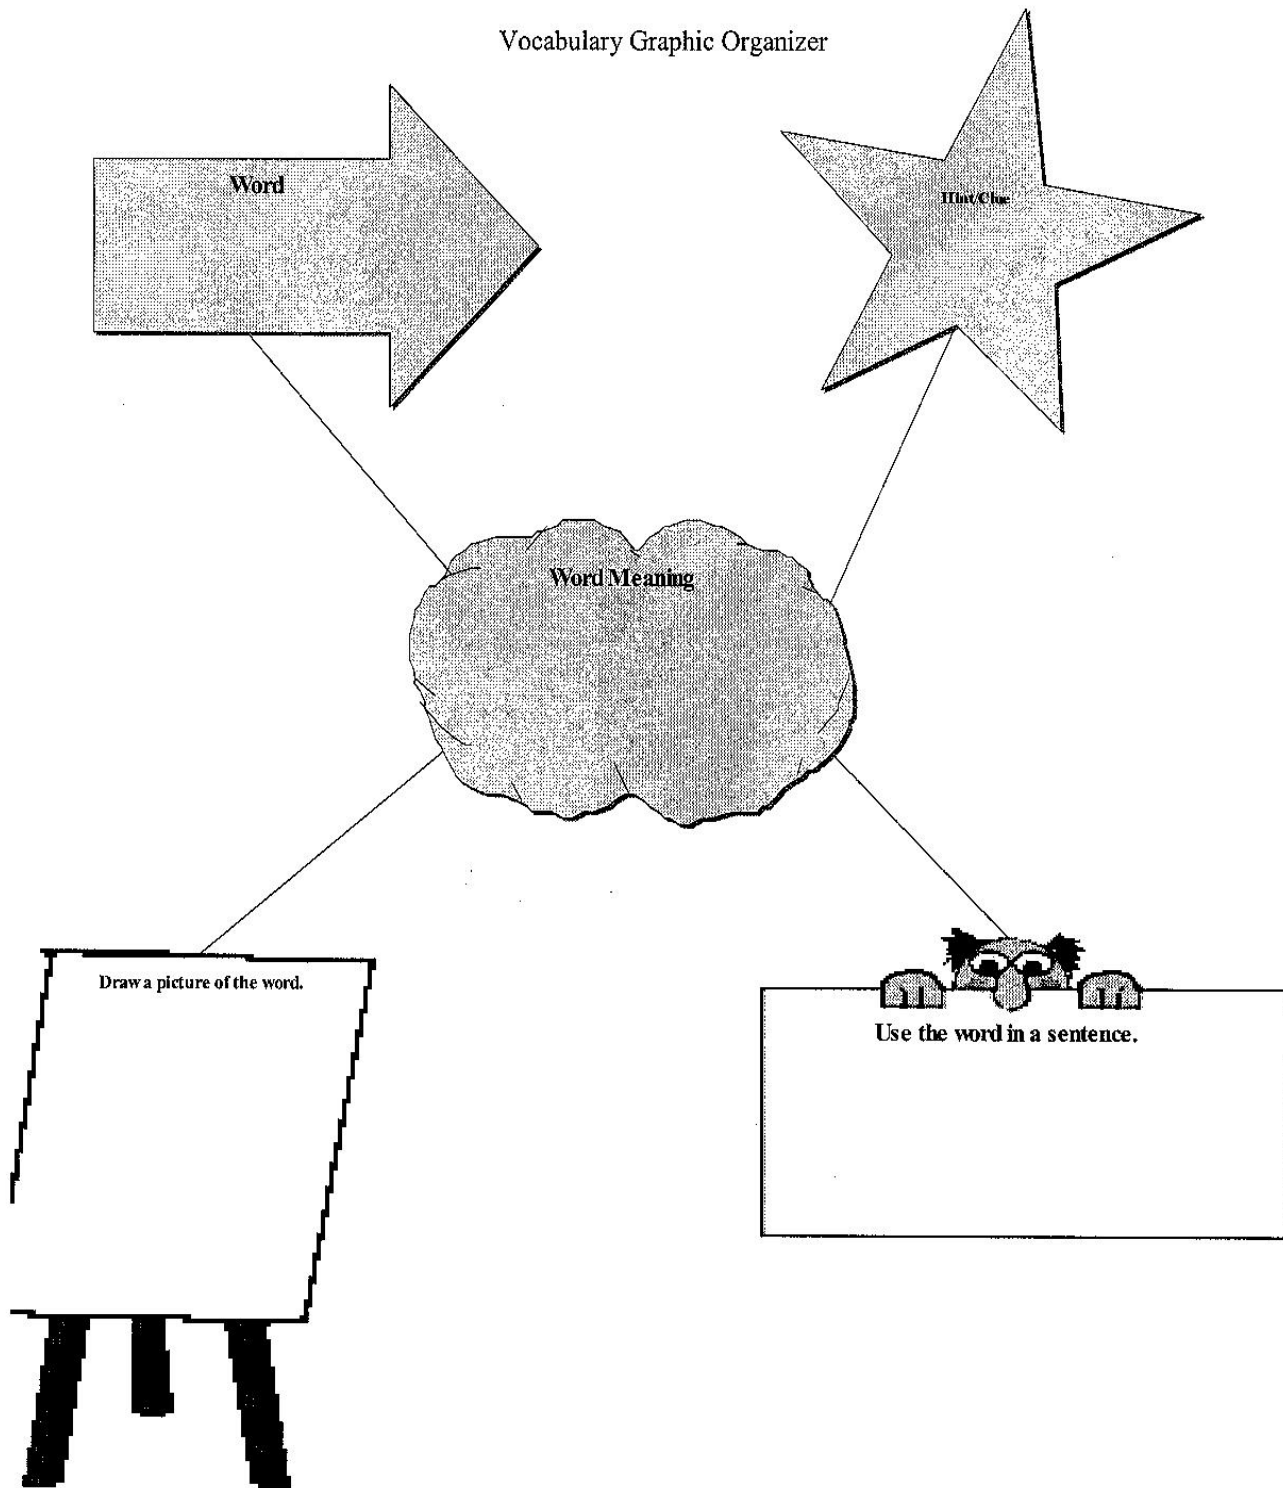 Vocabulary Graphic Organizer
Word
Hint/Clue
Word Meaning
Draw a picture of the word.
Use the word in a sentence.